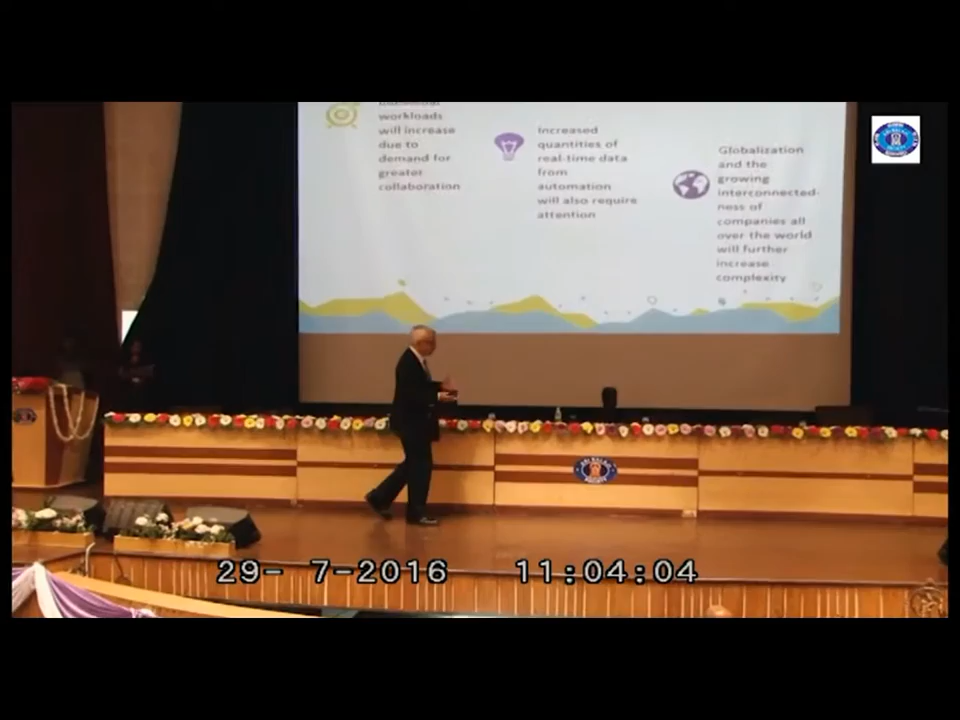 workloads
will increase
due to
demand for
greater
collaboration
Increased
quantities of
real-time data
from
automation
will also require
attention
Globalization
and the
growing
interconnected-
ness of
companies all
over the world
will further
increase
complexity
29- 7-2016 11:04:04